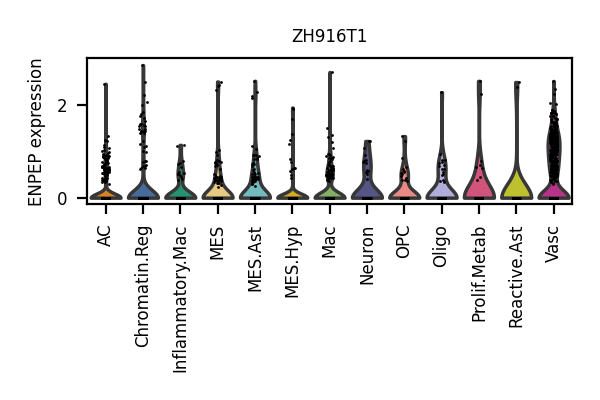 ZH916T1
ENPEP expression
2
0
AC
Chromatin.Reg
Inflammatory.Mac
MES
MES.Ast
MES.Hyp
Mac
Neuron
OPC
Oligo
Prolif.Metab
Reactive.Ast
Vasc